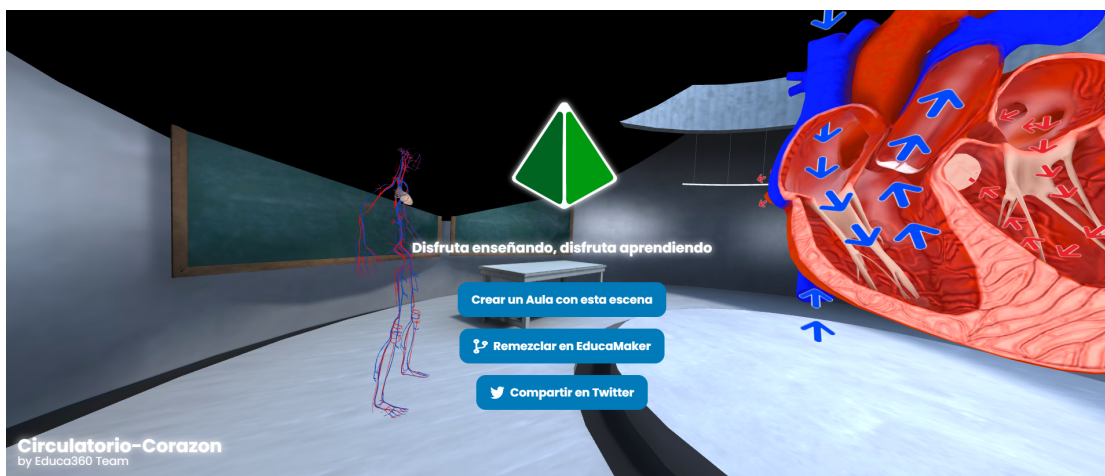 Disfruta enseñando, disfruta aprendiendo
Crear un Aula con esta escena
Remezclar en EducaMaker
Compartir en Twitter
Circulatorio-Corazon
by Educa360 Team